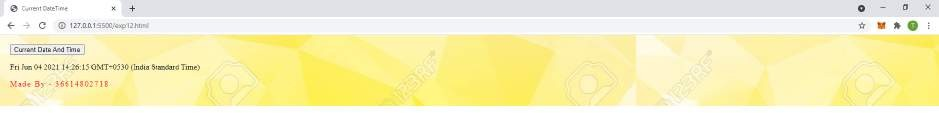 Current DateTime
127.0.0.1:5500/exp12.html
T
Current Date And Time
Fri Jun 04 2021 14:26:15 GMT+0530 (India Standard Time)
Made By - 36614802718
123RF